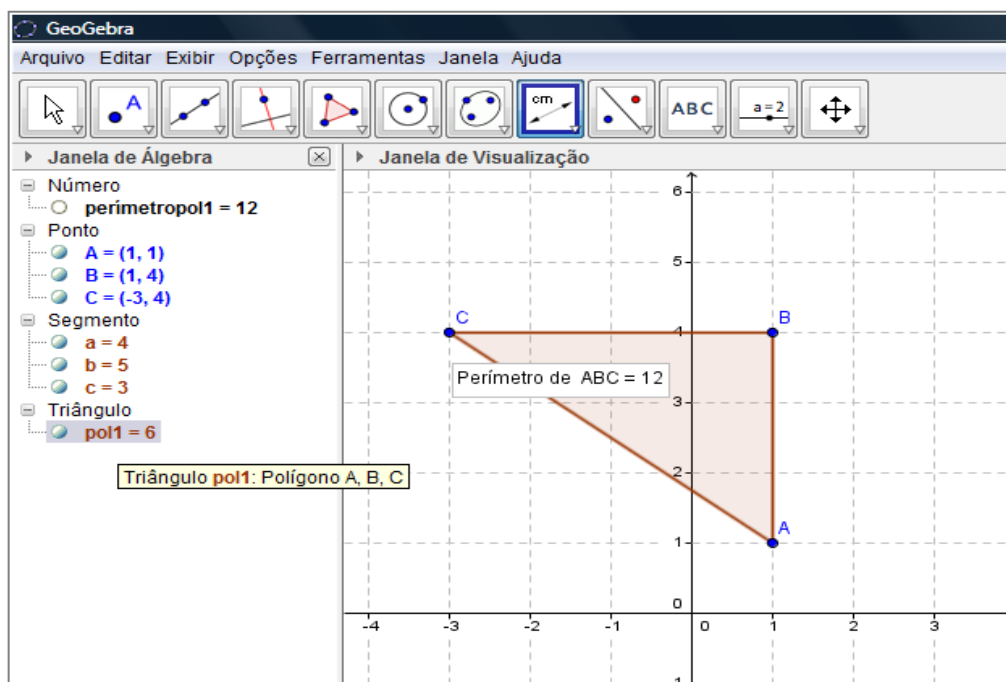 GeoGebra
Arquivo Editar Exibir Opções Ferramentas Janela Ajuda
A cm ABC a=2
Janela de Álgebra
Número
perímetropol1 = 12
Ponto
A = (1, 1)
B = (1, 4)
C = (-3, 4)
Segmento
a = 4
b = 5
c = 3
Triângulo
pol1 = 6
Triângulo pol1: Polígono A, B, C
Janela de Visualização
6
5
C
4
B
Perímetro de ABC = 12
3
2
A
1
0
-4 -3 -2 -1 0 1 2 3
-1